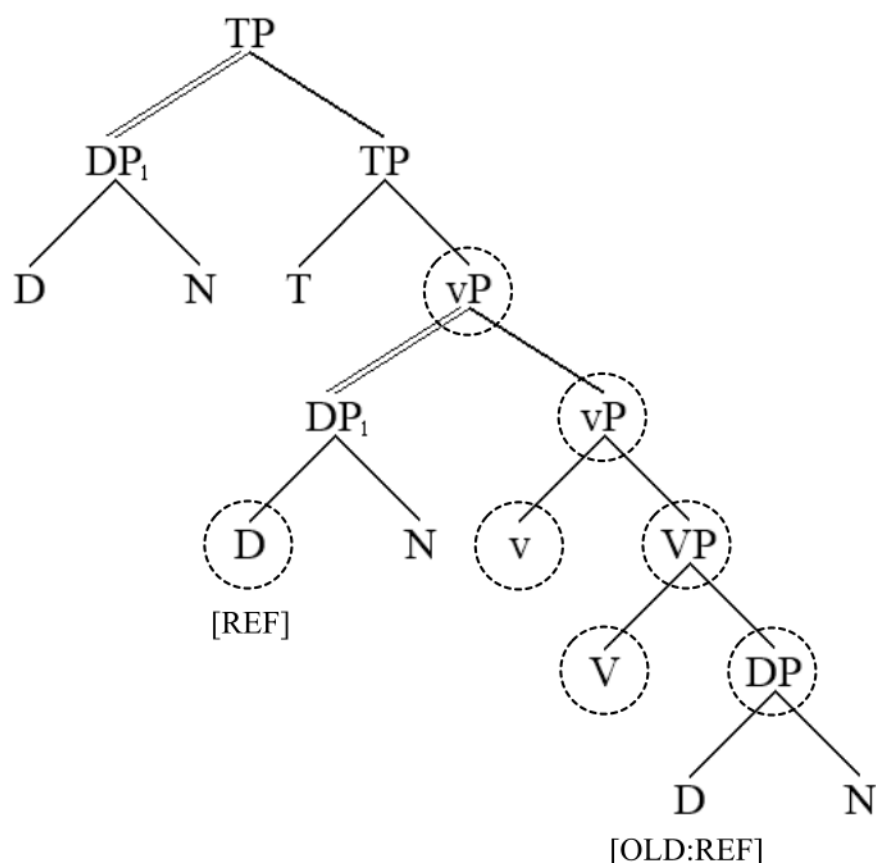 TP
DP₁ TP
D N T vP
DP₁ vP
D N v VP
[REF]
V DP
D N
[OLD:REF]